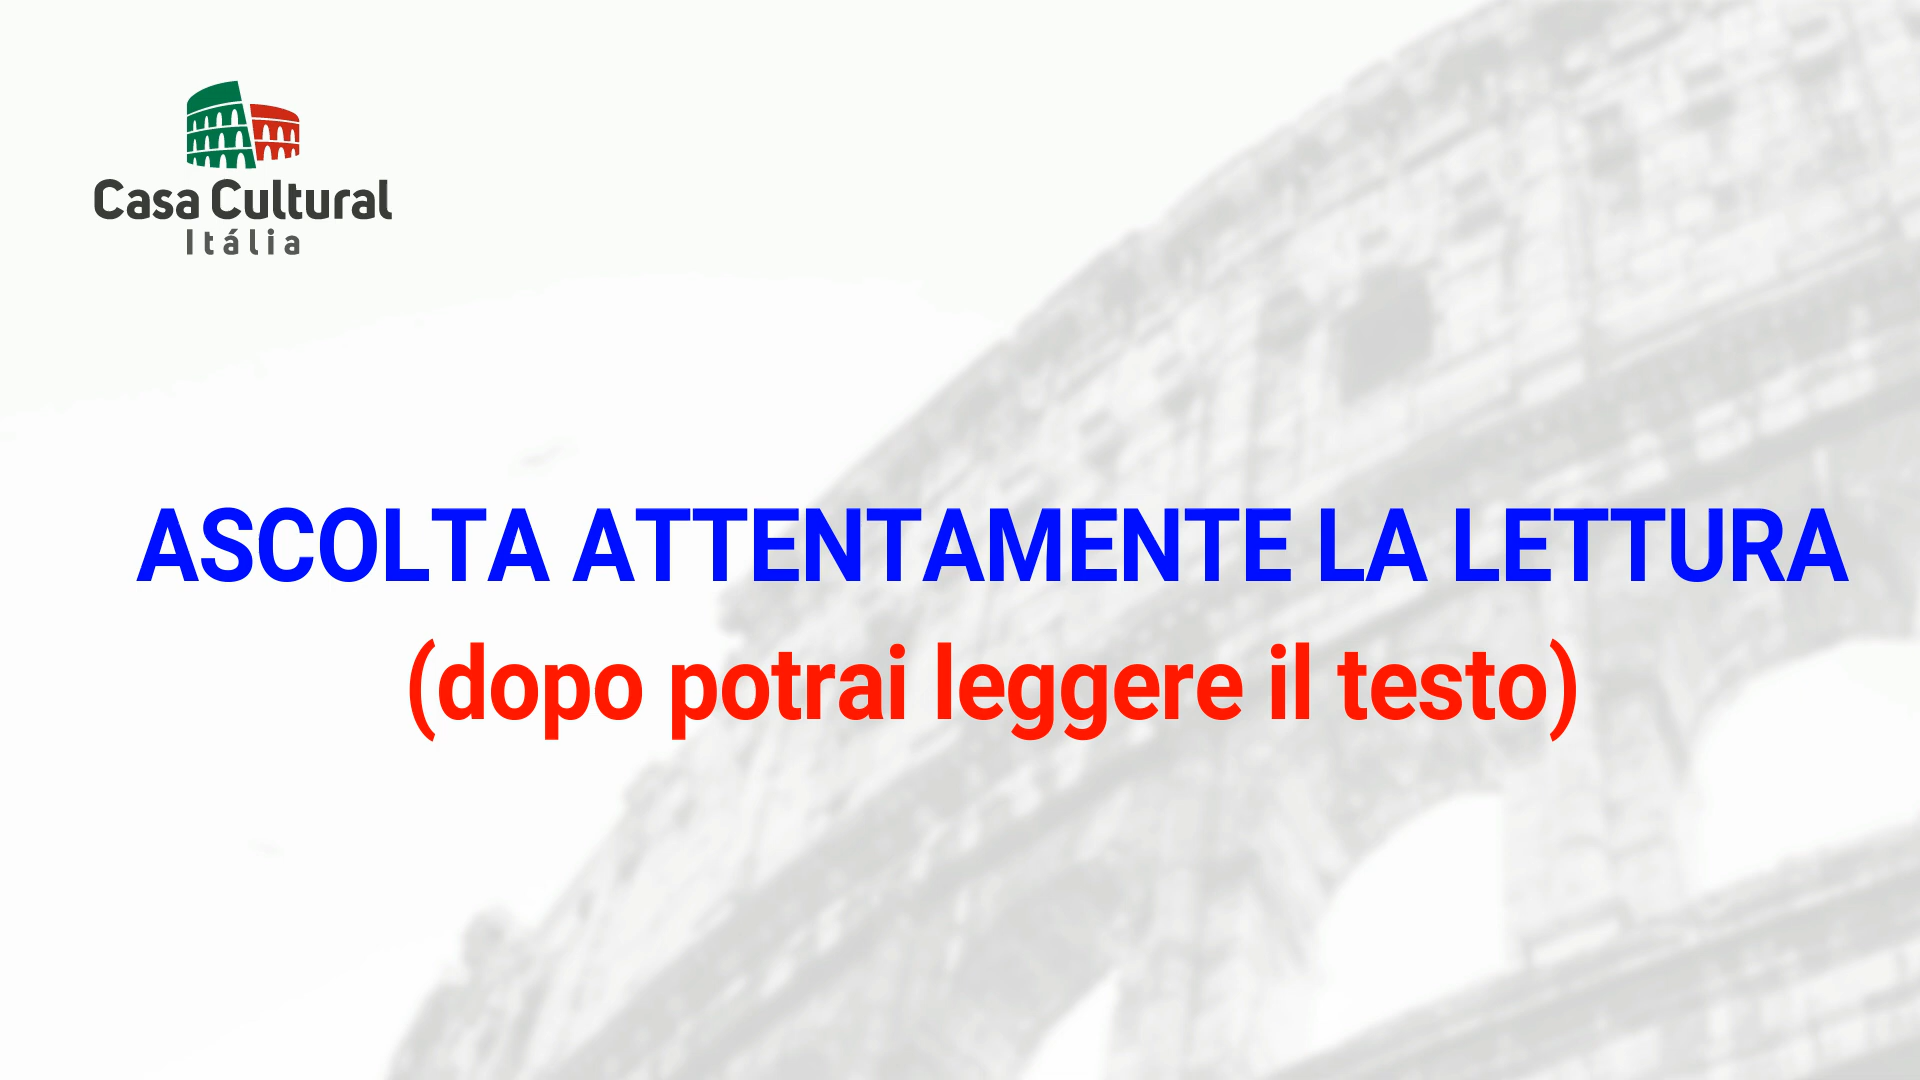 Casa Cultural
Itália
ASCOLTA ATTENTAMENTE LA LETTURA
(dopo potrai leggere il testo)